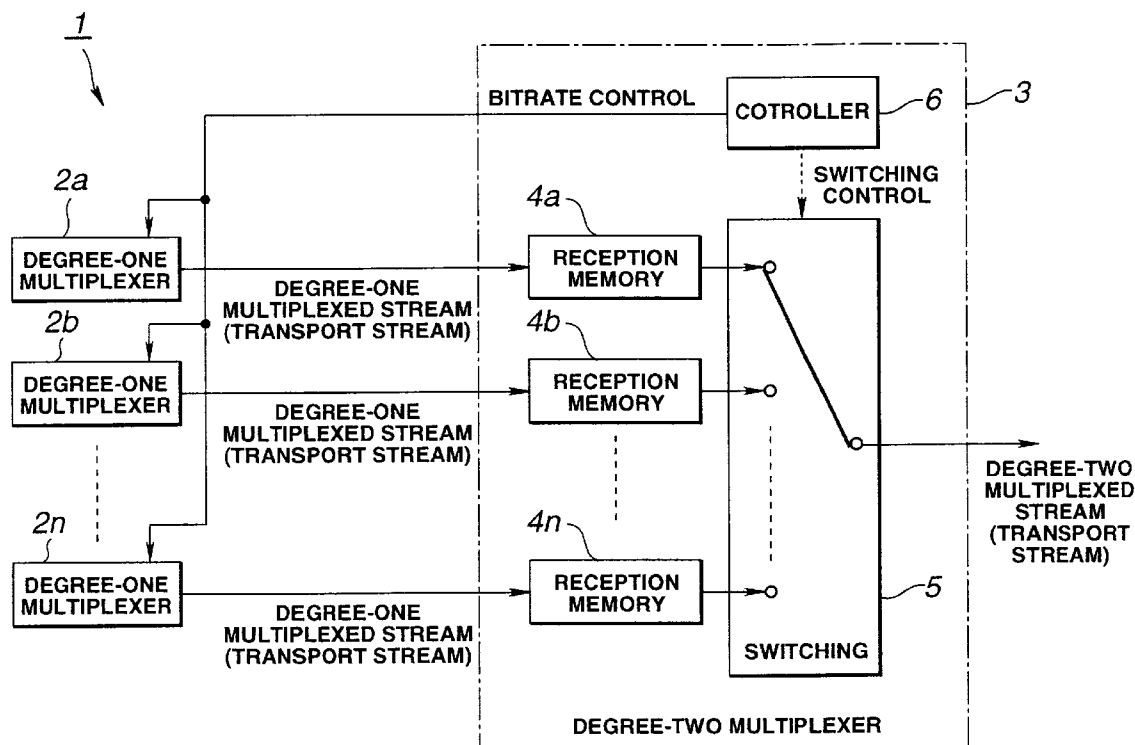 1
BITRATE CONTROL
COTROLLER
6
3
SWITCHING
CONTROL
2a
DEGREE-ONE
MULTIPLEXER
4a
RECEPTION
MEMORY
DEGREE-ONE
MULTIPLEXED STREAM
(TRANSPORT STREAM)
2b
DEGREE-ONE
MULTIPLEXER
4b
RECEPTION
MEMORY
DEGREE-ONE
MULTIPLEXED STREAM
(TRANSPORT STREAM)
DEGREE-TWO
MULTIPLEXED
STREAM
(TRANSPORT
STREAM)
2n
DEGREE-ONE
MULTIPLEXER
4n
RECEPTION
MEMORY
5
DEGREE-ONE
MULTIPLEXED STREAM
(TRANSPORT STREAM)
SWITCHING
DEGREE-TWO MULTIPLEXER